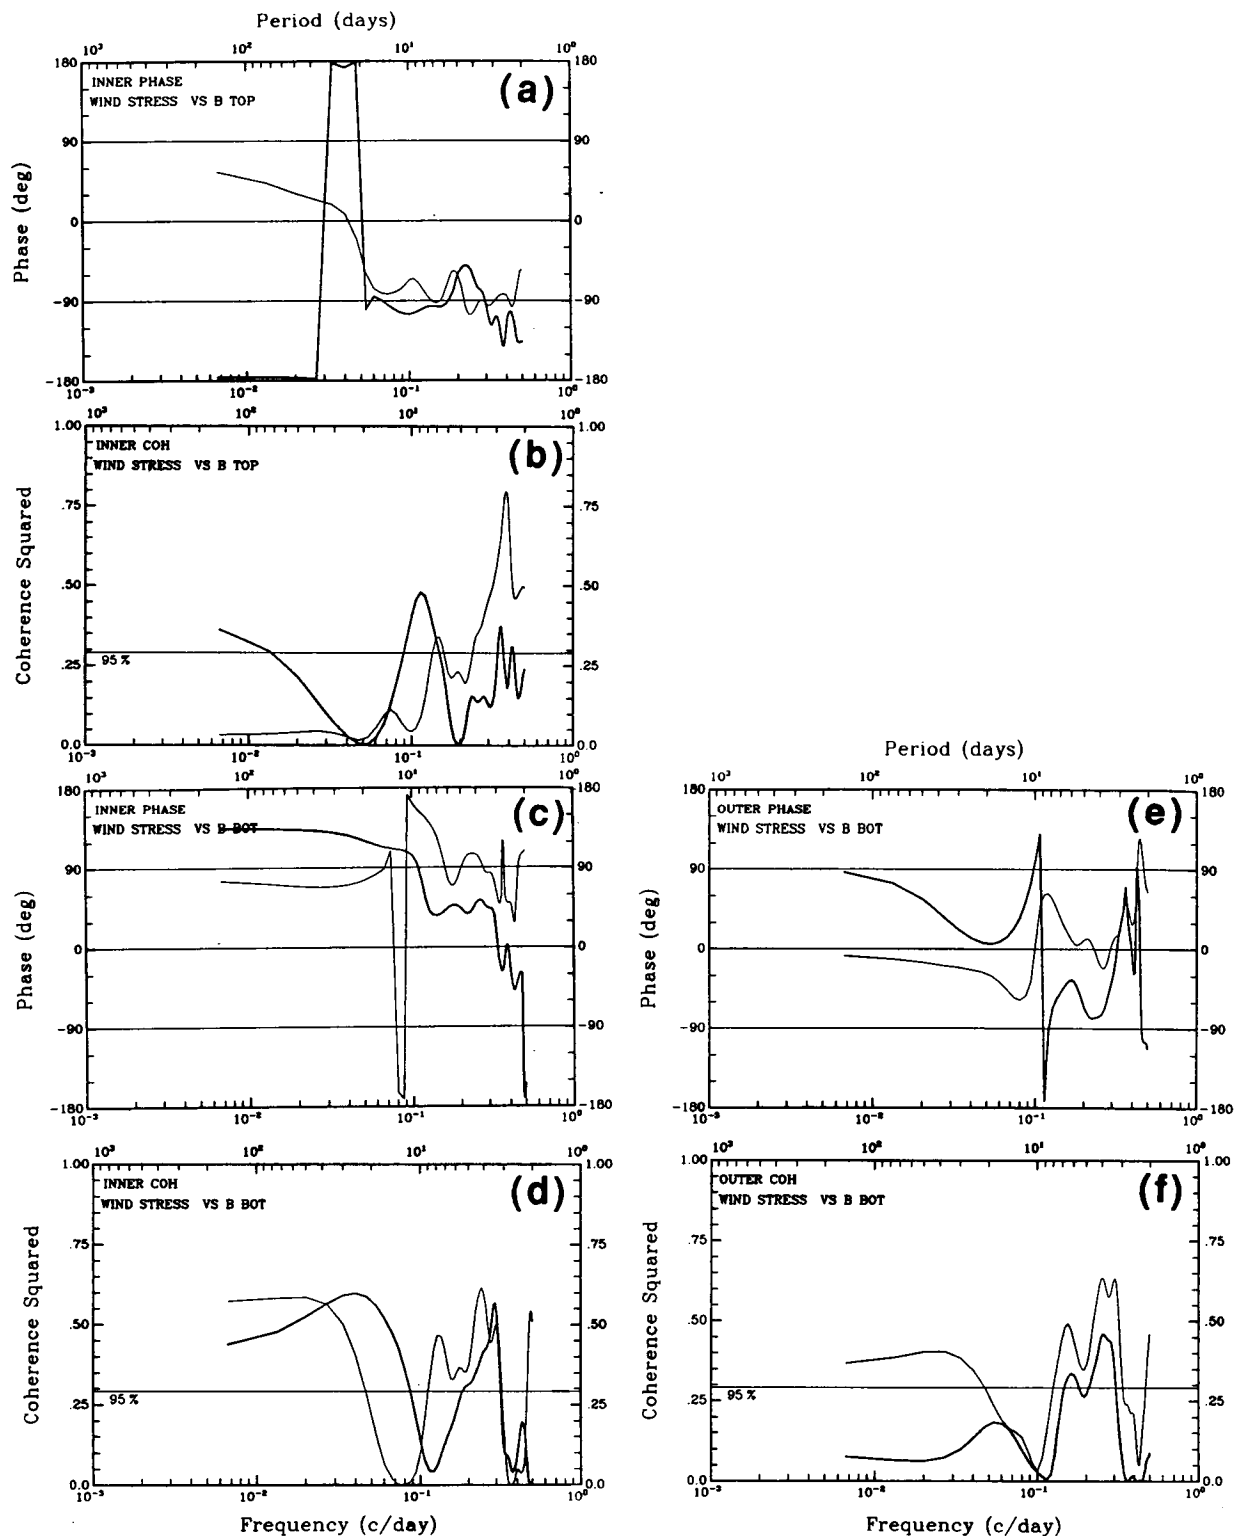 Period (days)
10³ 10² 10¹ 10⁰
180 180
INNER PHASE
WIND STRESS VS B TOP
(a)
90 90
Phase (deg)
0 0
-90 -90
-180 -180
10⁻³ 10⁻² 10⁻¹ 10⁰
10³ 10² 10¹ 10⁰
1.00 1.00
INNER COH
WIND STRESS VS B TOP
(b)
.75 .75
Coherence Squared
.50 .50
95%
.25 .25
0.0 0.0
10⁻³ 10⁻² 10⁻¹ 10⁰
10³ 10² 10¹ 10⁰
180 180
INNER PHASE
WIND STRESS VS B BOT
(c)
90 90
Phase (deg)
0 0
-90 -90
-180 -180
10⁻³ 10⁻² 10⁻¹ 10⁰
10³ 10² 10¹ 10⁰
1.00 1.00
INNER COH
WIND STRESS VS B BOT
(d)
.75 .75
Coherence Squared
.50 .50
95%
.25 .25
0.0 0.0
10⁻³ 10⁻² 10⁻¹ 10⁰
Frequency (c/day)
Period (days)
10³ 10² 10¹ 10⁰
180 180
OUTER PHASE
WIND STRESS VS B BOT
(e)
90 90
Phase (deg)
0 0
-90 -90
-180 -180
10⁻³ 10⁻² 10⁻¹ 10⁰
10³ 10² 10¹ 10⁰
1.00 1.00
OUTER COH
WIND STRESS VS B BOT
(f)
.75 .75
Coherence Squared
.50 .50
95%
.25 .25
0.0 0.0
10⁻³ 10⁻² 10⁻¹ 10⁰
Frequency (c/day)